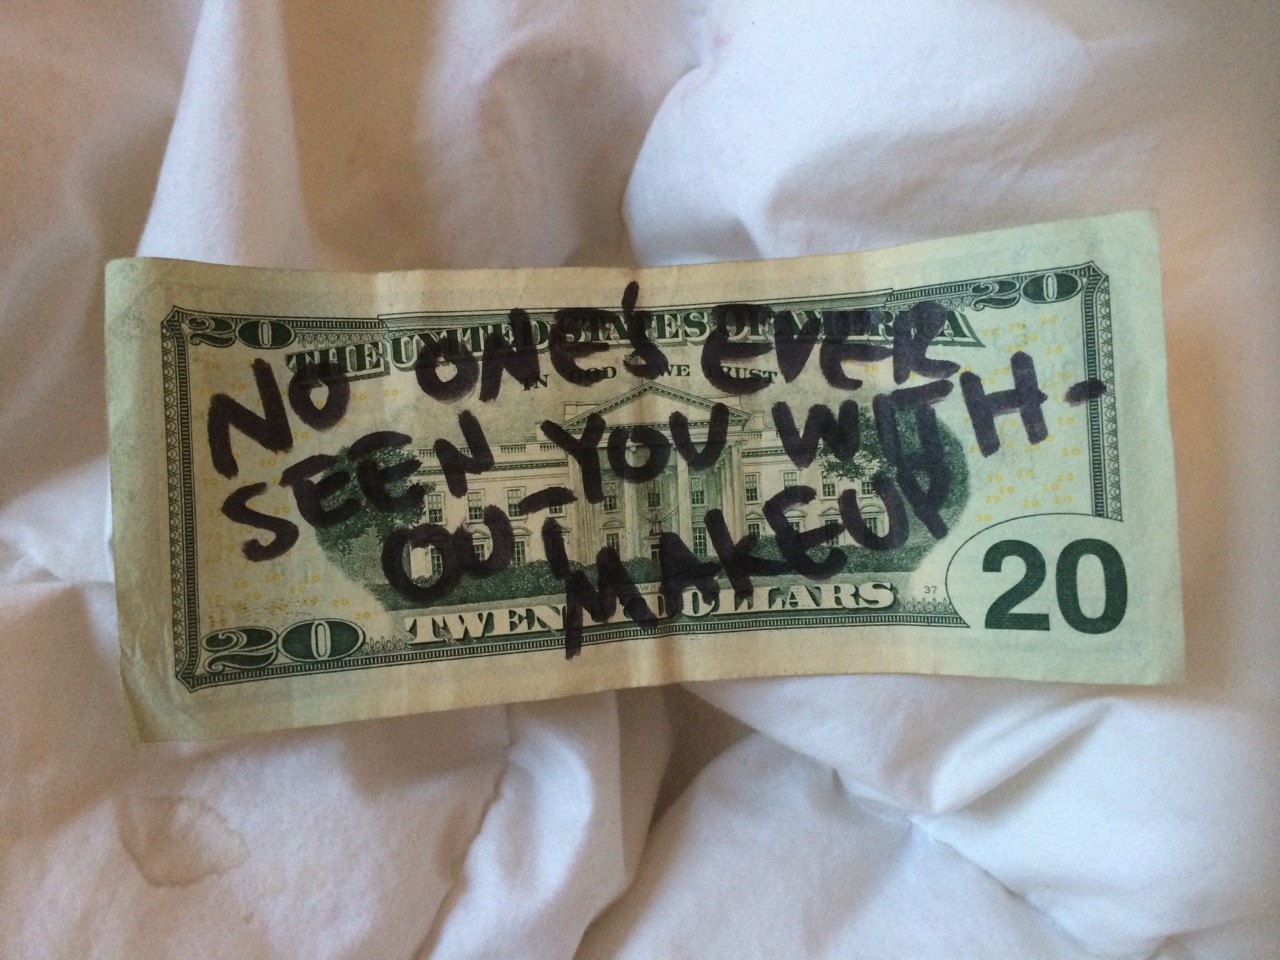 20 20
THE UNITED STATES OF AMERICA
IN GOD WE TRUST
NO ONE'S EVER
SEEN YOU WITH-
OUT MAKEUP
TWENTY DOLLARS
37
20 20